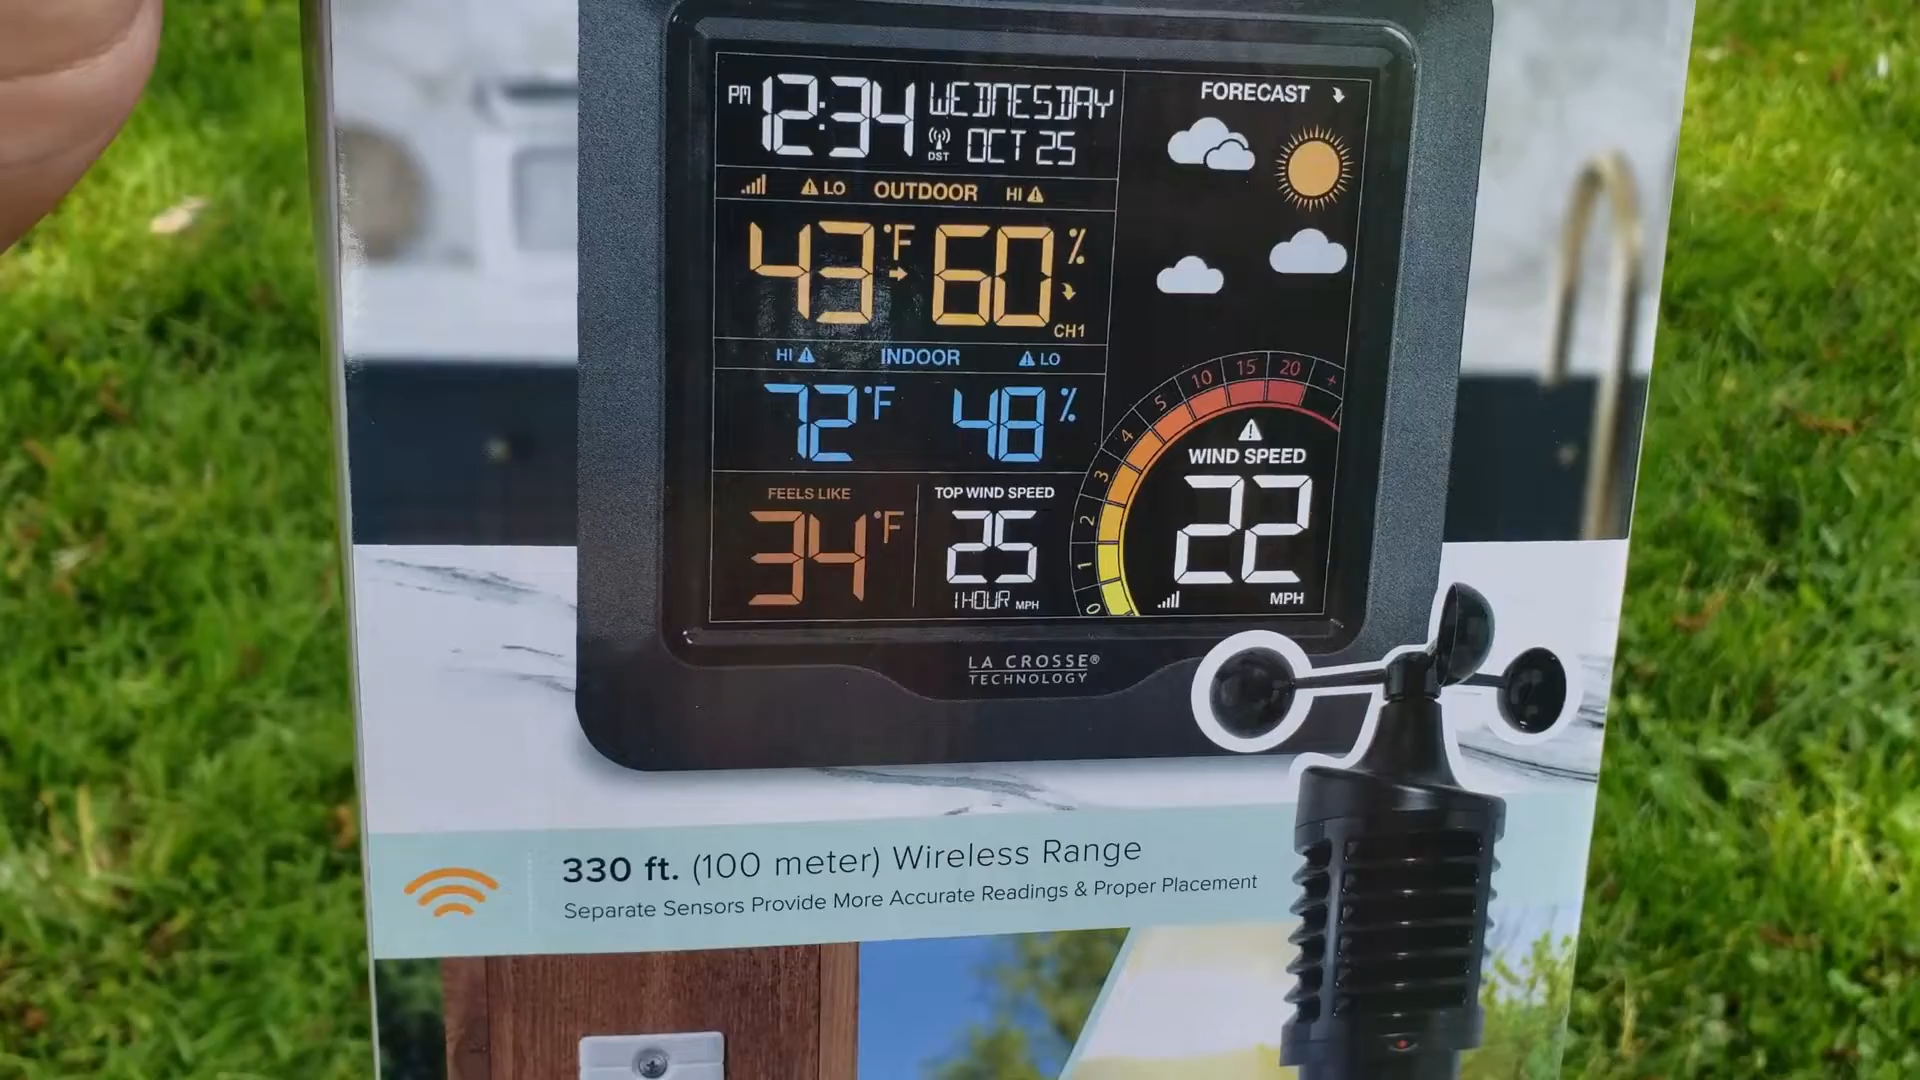 PM 12:34 WEDNESDAY
DST OCT 25
FORECAST
LO OUTDOOR HI
43 °F 60 %
CH1
HI INDOOR LO
72 °F 48 %
FEELS LIKE
34 °F
TOP WIND SPEED
25
1 HOUR MPH
0 1 2 3 4 5 10 15 20 +
WIND SPEED
22
MPH
LA CROSSE®
TECHNOLOGY
330 ft. (100 meter) Wireless Range
Separate Sensors Provide More Accurate Readings & Proper Placement